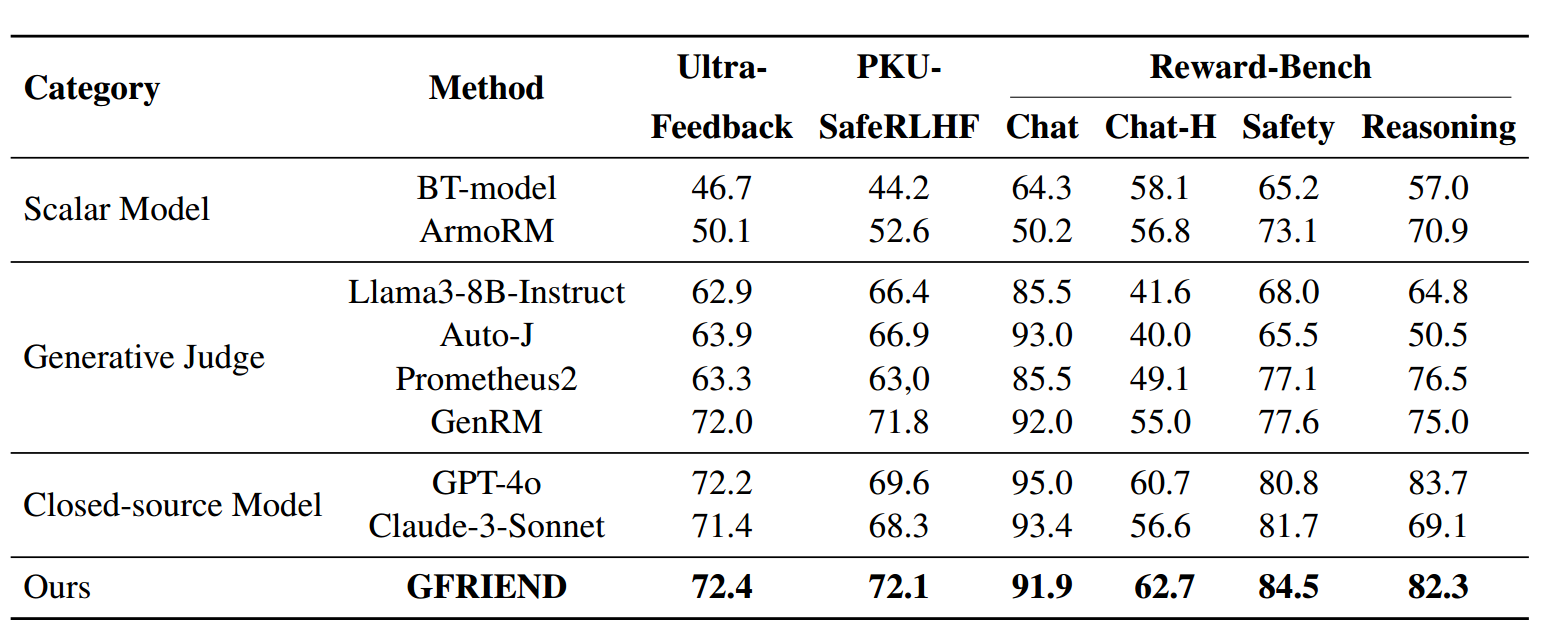 Category Method Ultra-Feedback PKU-SafeRLHF Reward-Bench
Chat Chat-H Safety Reasoning
Scalar Model
BT-model 46.7 44.2 64.3 58.1 65.2 57.0
ArmoRM 50.1 52.6 50.2 56.8 73.1 70.9
Generative Judge
Llama3-8B-Instruct 62.9 66.4 85.5 41.6 68.0 64.8
Auto-J 63.9 66.9 93.0 40.0 65.5 50.5
Prometheus2 63.3 63,0 85.5 49.1 77.1 76.5
GenRM 72.0 71.8 92.0 55.0 77.6 75.0
Closed-source Model
GPT-4o 72.2 69.6 95.0 60.7 80.8 83.7
Claude-3-Sonnet 71.4 68.3 93.4 56.6 81.7 69.1
Ours GFRIEND 72.4 72.1 91.9 62.7 84.5 82.3